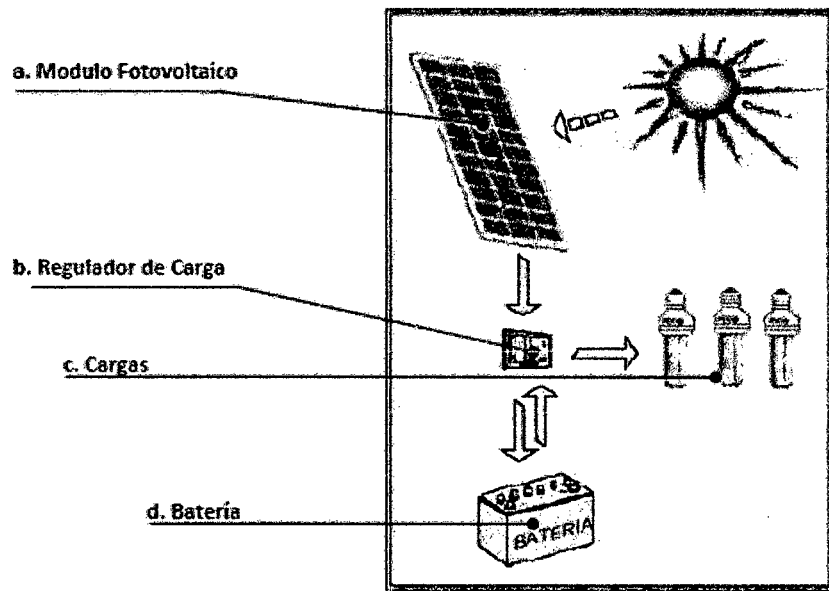 a. Modulo Fotovoltaico
b. Regulador de Carga
c. Cargas
d. Batería
BATERIA